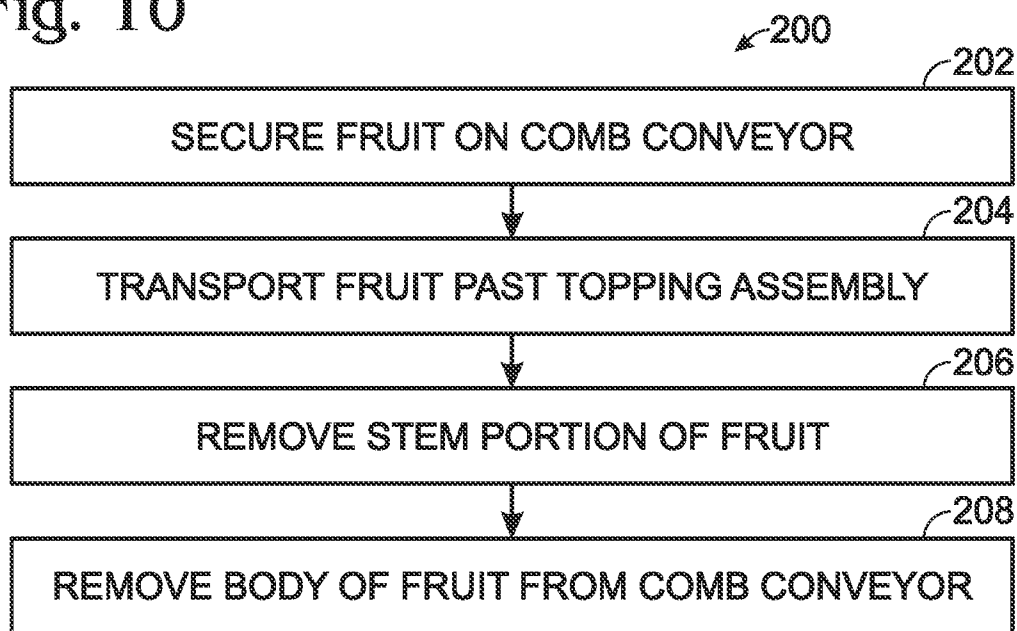 Fig. 10
200
202
SECURE FRUIT ON COMB CONVEYOR
204
TRANSPORT FRUIT PAST TOPPING ASSEMBLY
206
REMOVE STEM PORTION OF FRUIT
208
REMOVE BODY OF FRUIT FROM COMB CONVEYOR